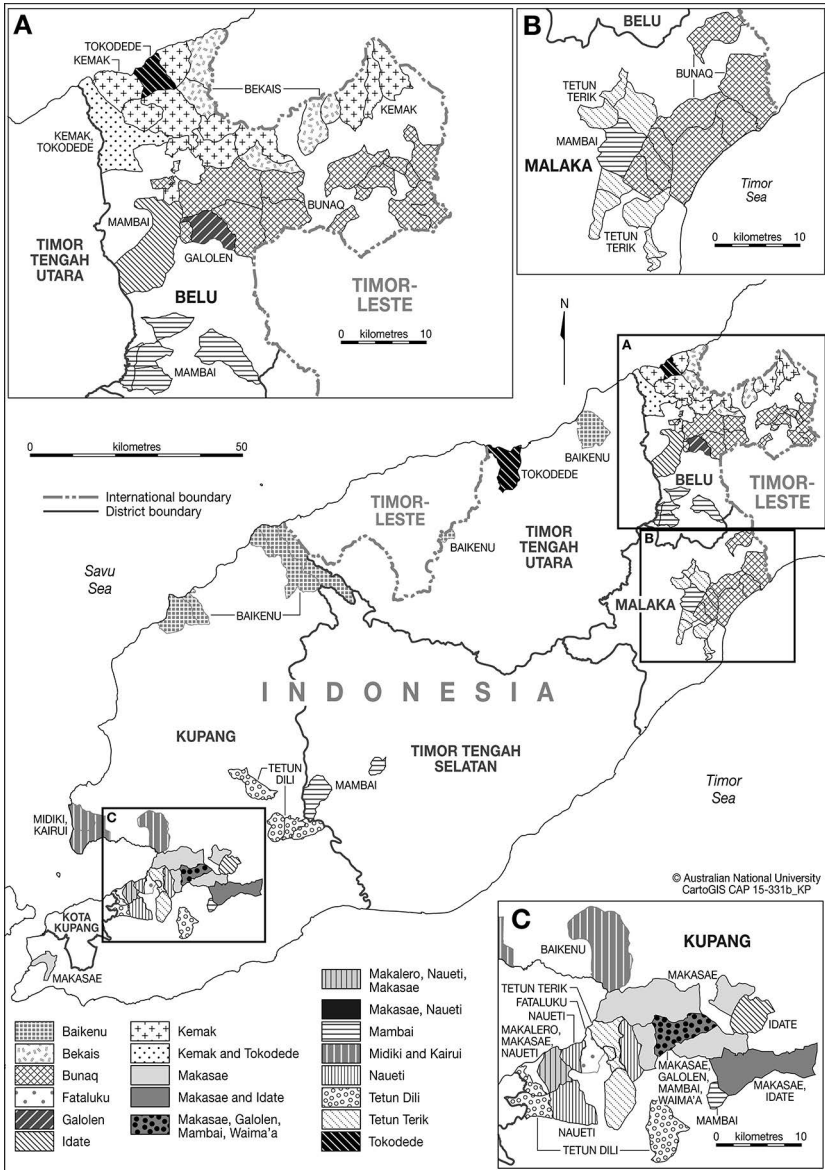 A
TOKODEDE
KEMAK
BEKAIS
KEMAK
KEMAK,
TOKODEDE
MAMBAI
BUNAQ
TIMOR
TENGAH
UTARA
GALOLEN
BELU
TIMOR-
LESTE
0 kilometres 10
MAMBAI
B
BELU
BUNAQ
TETUN
TERIK
MAMBAI
MALAKA
Timor
Sea
TETUN
TERIK
0 kilometres 10
N
0 kilometres 50
International boundary
District boundary
A
BAIKENU
TOKODEDE
BELU
TIMOR-
LESTE
TIMOR-
LESTE
BAIKENU
TIMOR
TENGAH
UTARA
B
Savu
Sea
BAIKENU
MALAKA
INDONESIA
KUPANG
TIMOR TENGAH
SELATAN
TETUN
DILI
MAMBAI
Timor
Sea
MIDIKI,
KAIRUI
C
KOTA
KUPANG
MAKASAE
© Australian National University
CartoGIS CAP 15-331b_KP
C
KUPANG
BAIKENU
MAKASAE
TETUN TERIK
FATALUKU
NAUETI
MAKALERO,
MAKASAE,
NAUETI
IDATE
MAKASAE,
GALOLEN,
MAMBAI,
WAIMA'A
MAKASAE,
IDATE
MAMBAI
NAUETI
TETUN DILI
0 kilometres 10
Baikenu
Bekais
Bunaq
Fataluku
Galolen
Idate
Kemak
Kemak and Tokodede
Makasae
Makasae and Idate
Makasae, Galolen,
Mambai, Waima'a
Makalero, Naueti,
Makasae
Makasae, Naueti
Mambai
Midiki and Kairui
Naueti
Tetun Dili
Tetun Terik
Tokodede